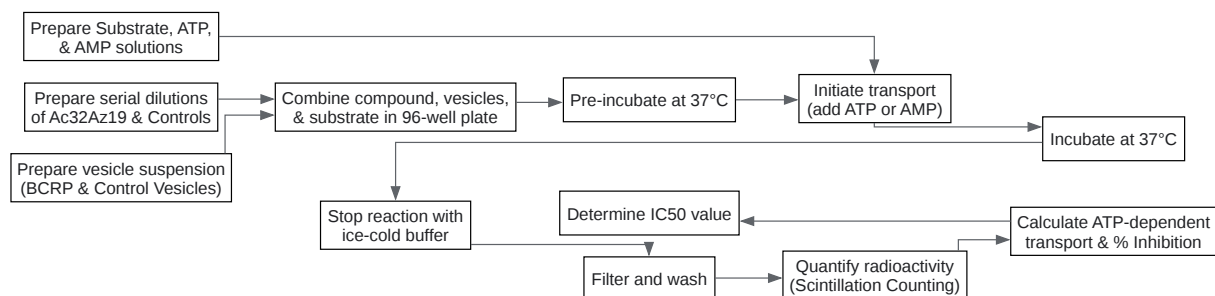 Prepare Substrate, ATP,
& AMP solutions
Prepare serial dilutions
of Ac32Az19 & Controls
Combine compound, vesicles,
& substrate in 96-well plate
Pre-incubate at 37°C
Initiate transport
(add ATP or AMP)
Prepare vesicle suspension
(BCRP & Control Vesicles)
Incubate at 37°C
Stop reaction with
ice-cold buffer
Filter and wash
Quantify radioactivity
(Scintillation Counting)
Calculate ATP-dependent
transport & % Inhibition
Determine IC50 value